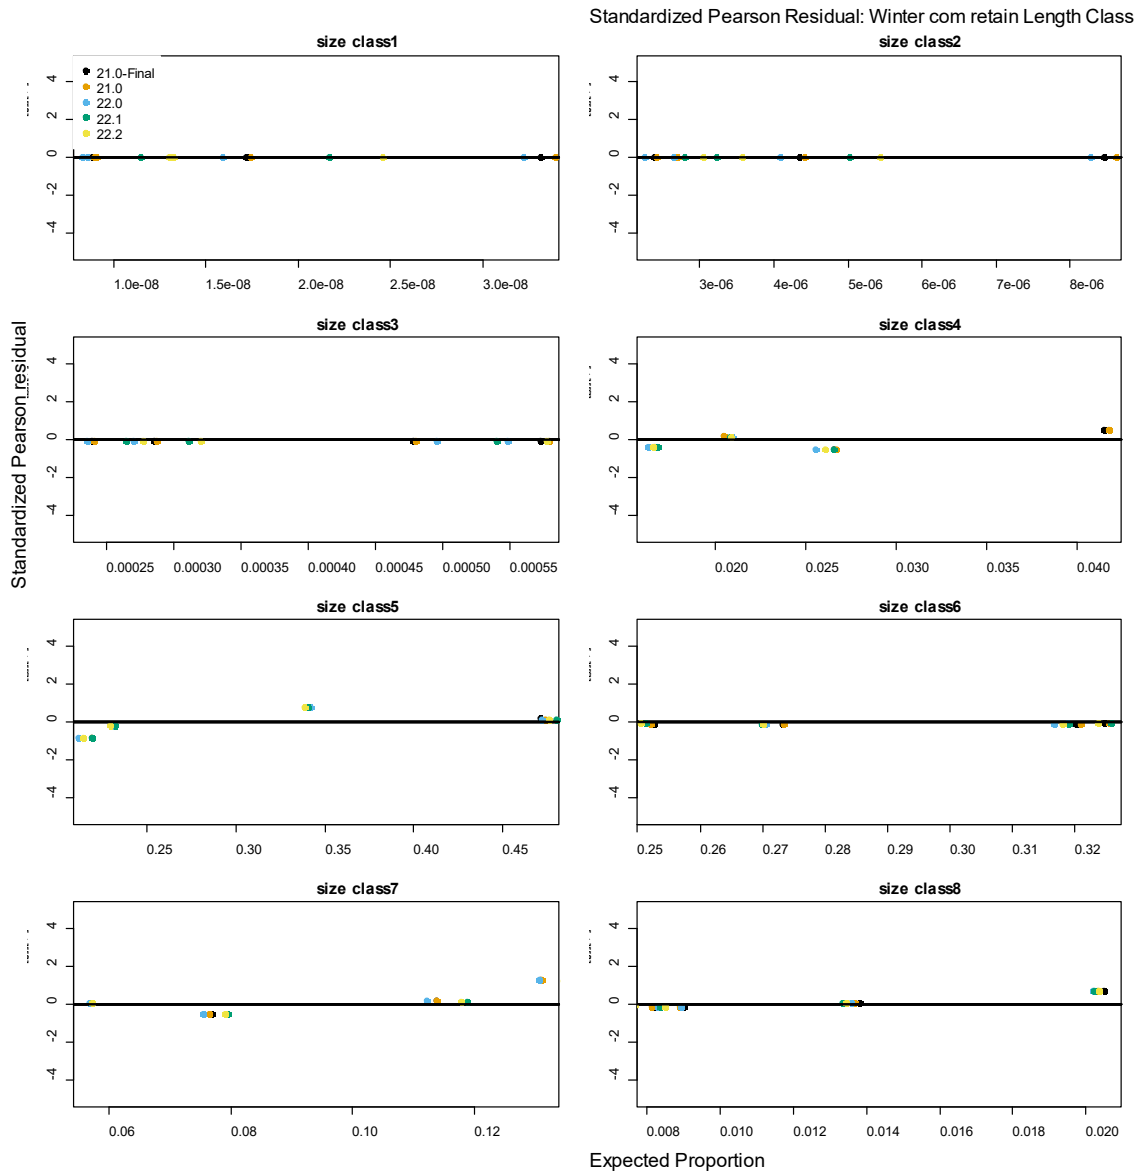 Standardized Pearson Residual: Winter com retain Length Class
size class1
4
2
0
-2
-4
21.0-Final
21.0
22.0
22.1
22.2
1.0e-08 1.5e-08 2.0e-08 2.5e-08 3.0e-08
size class2
4
2
0
-2
-4
3e-06 4e-06 5e-06 6e-06 7e-06 8e-06
Standardized Pearson residual
size class3
4
2
0
-2
-4
0.00025 0.00030 0.00035 0.00040 0.00045 0.00050 0.00055
size class4
4
2
0
-2
-4
0.020 0.025 0.030 0.035 0.040
size class5
4
2
0
-2
-4
0.25 0.30 0.35 0.40 0.45
size class6
4
2
0
-2
-4
0.25 0.26 0.27 0.28 0.29 0.30 0.31 0.32
size class7
4
2
0
-2
-4
0.06 0.08 0.10 0.12
size class8
4
2
0
-2
-4
0.008 0.010 0.012 0.014 0.016 0.018 0.020
Expected Proportion